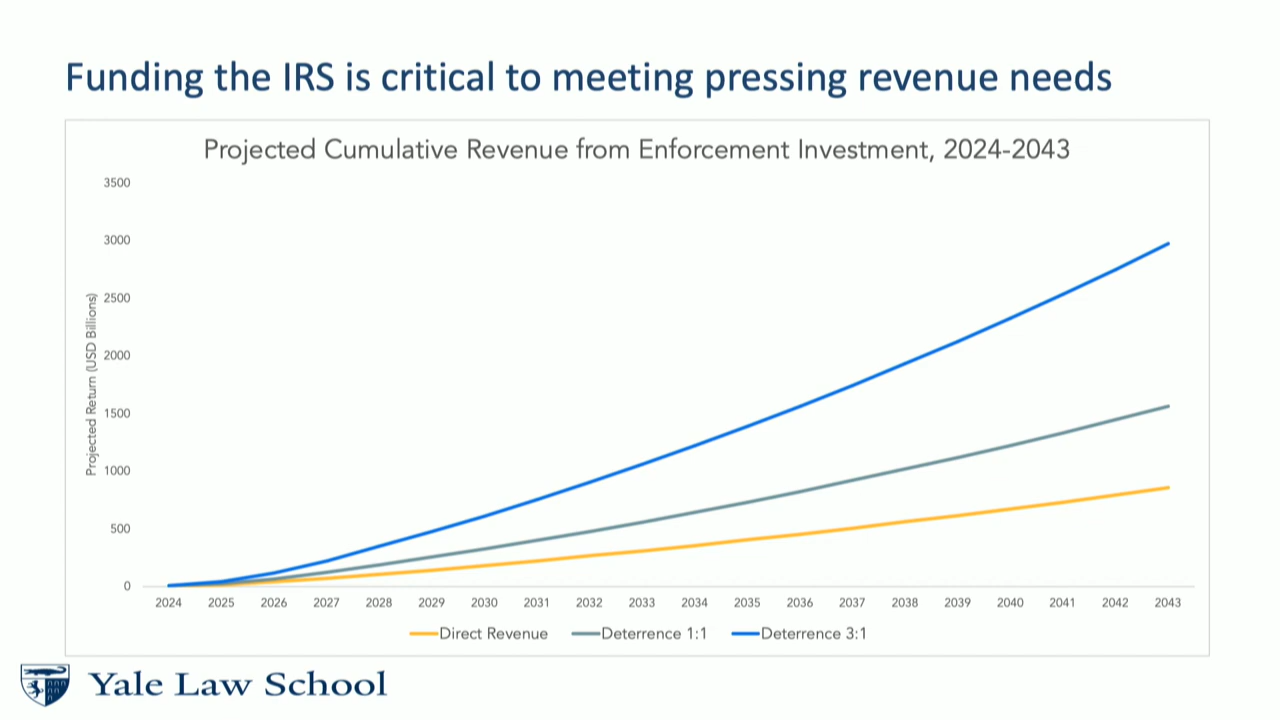 Funding the IRS is critical to meeting pressing revenue needs
Projected Cumulative Revenue from Enforcement Investment, 2024-2043
Projected Return (USD Billions)
3500
3000
2500
2000
1500
1000
500
0
2024 2025 2026 2027 2028 2029 2030 2031 2032 2033 2034 2035 2036 2037 2038 2039 2040 2041 2042 2043
Direct Revenue Deterrence 1:1 Deterrence 3:1
Yale Law School